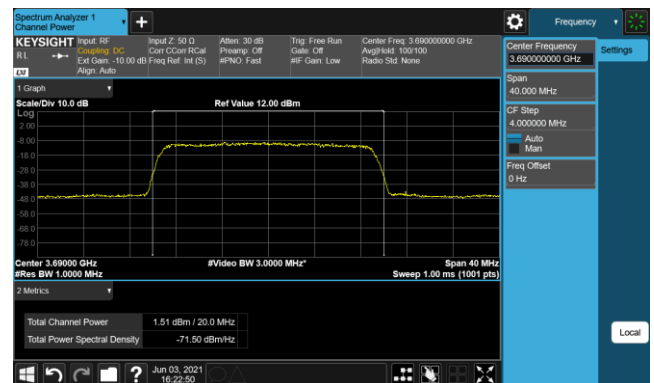 Spectrum Analyzer 1
Channel Power
+
Frequency
KEYSIGHT
RL
LXI
Input: RF
Coupling: DC
Ext Gain: -10.00 dB
Align: Auto
Input Z: 50 Ω
Corr CCorr RCal
Freq Ref: Int (S)
Atten: 30 dB
Preamp: Off
#PNO: Fast
Trig: Free Run
Gate: Off
#IF Gain: Low
Center Freq: 3.690000000 GHz
Avg|Hold: 100/100
Radio Std: None
Center Frequency
3.690000000 GHz
Settings
Span
40.000 MHz
CF Step
4.000000 MHz
Auto
Man
Freq Offset
0 Hz
1 Graph
Scale/Div 10.0 dB
Ref Value 12.00 dBm
Log
2.00
-8.00
-18.0
-28.0
-38.0
-48.0
-58.0
-68.0
-78.0
Center 3.69000 GHz
#Video BW 3.0000 MHz*
Span 40 MHz
#Res BW 1.0000 MHz
Sweep 1.00 ms (1001 pts)
2 Metrics
Total Channel Power
1.51 dBm / 20.0 MHz
Total Power Spectral Density
-71.50 dBm/Hz
Local
?
Jun 03, 2021
16:22:50